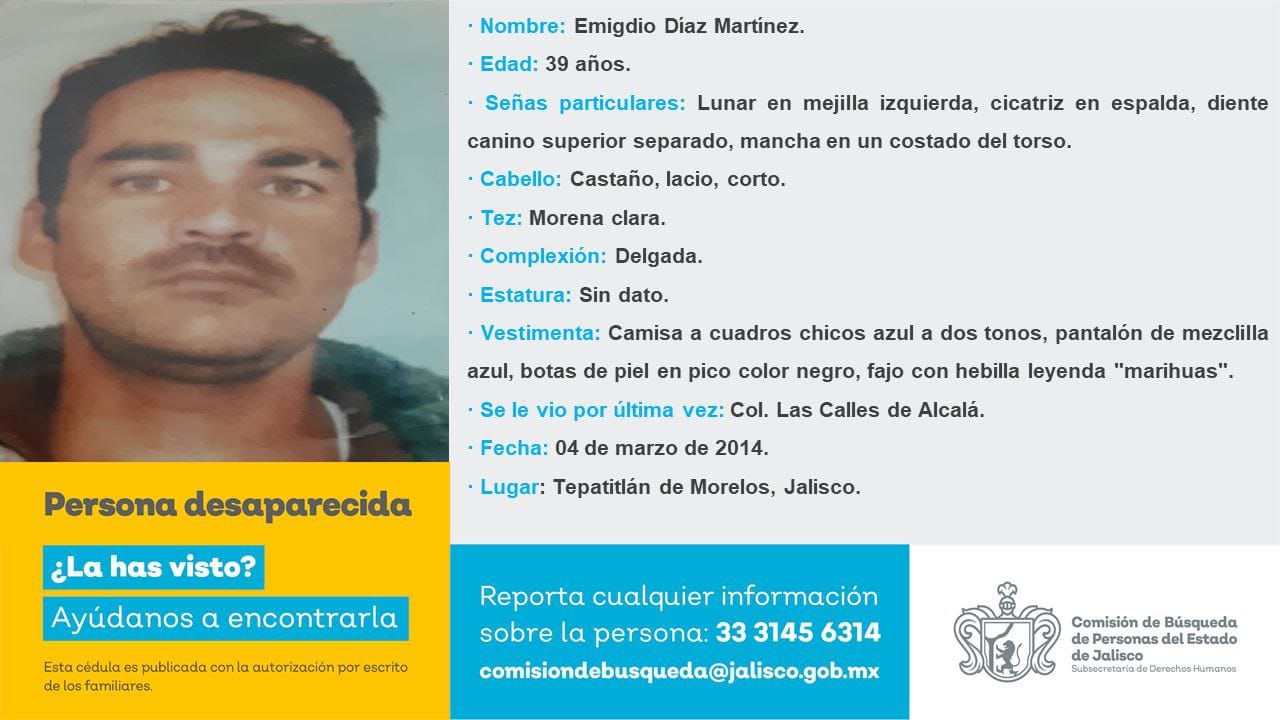 · Nombre: Emigdio Díaz Martínez.
· Edad: 39 años.
· Señas particulares: Lunar en mejilla izquierda, cicatriz en espalda, diente
canino superior separado, mancha en un costado del torso.
· Cabello: Castaño, lacio, corto.
· Tez: Morena clara.
· Complexión: Delgada.
· Estatura: Sin dato.
· Vestimenta: Camisa a cuadros chicos azul a dos tonos, pantalón de mezclilla
azul, botas de piel en pico color negro, fajo con hebilla leyenda "marihuas".
· Se le vio por última vez: Col. Las Calles de Alcalá.
· Fecha: 04 de marzo de 2014.
· Lugar: Tepatitlán de Morelos, Jalisco.
Persona desaparecida
¿La has visto?
Ayúdanos a encontrarla
Esta cédula es publicada con la autorización por escrito
de los familiares.
Reporta cualquier información
sobre la persona: 33 3145 6314
comisiondebusqueda@jalisco.gob.mx
Comisión de Búsqueda
de Personas del Estado
de Jalisco
Subsecretaría de Derechos Humanos